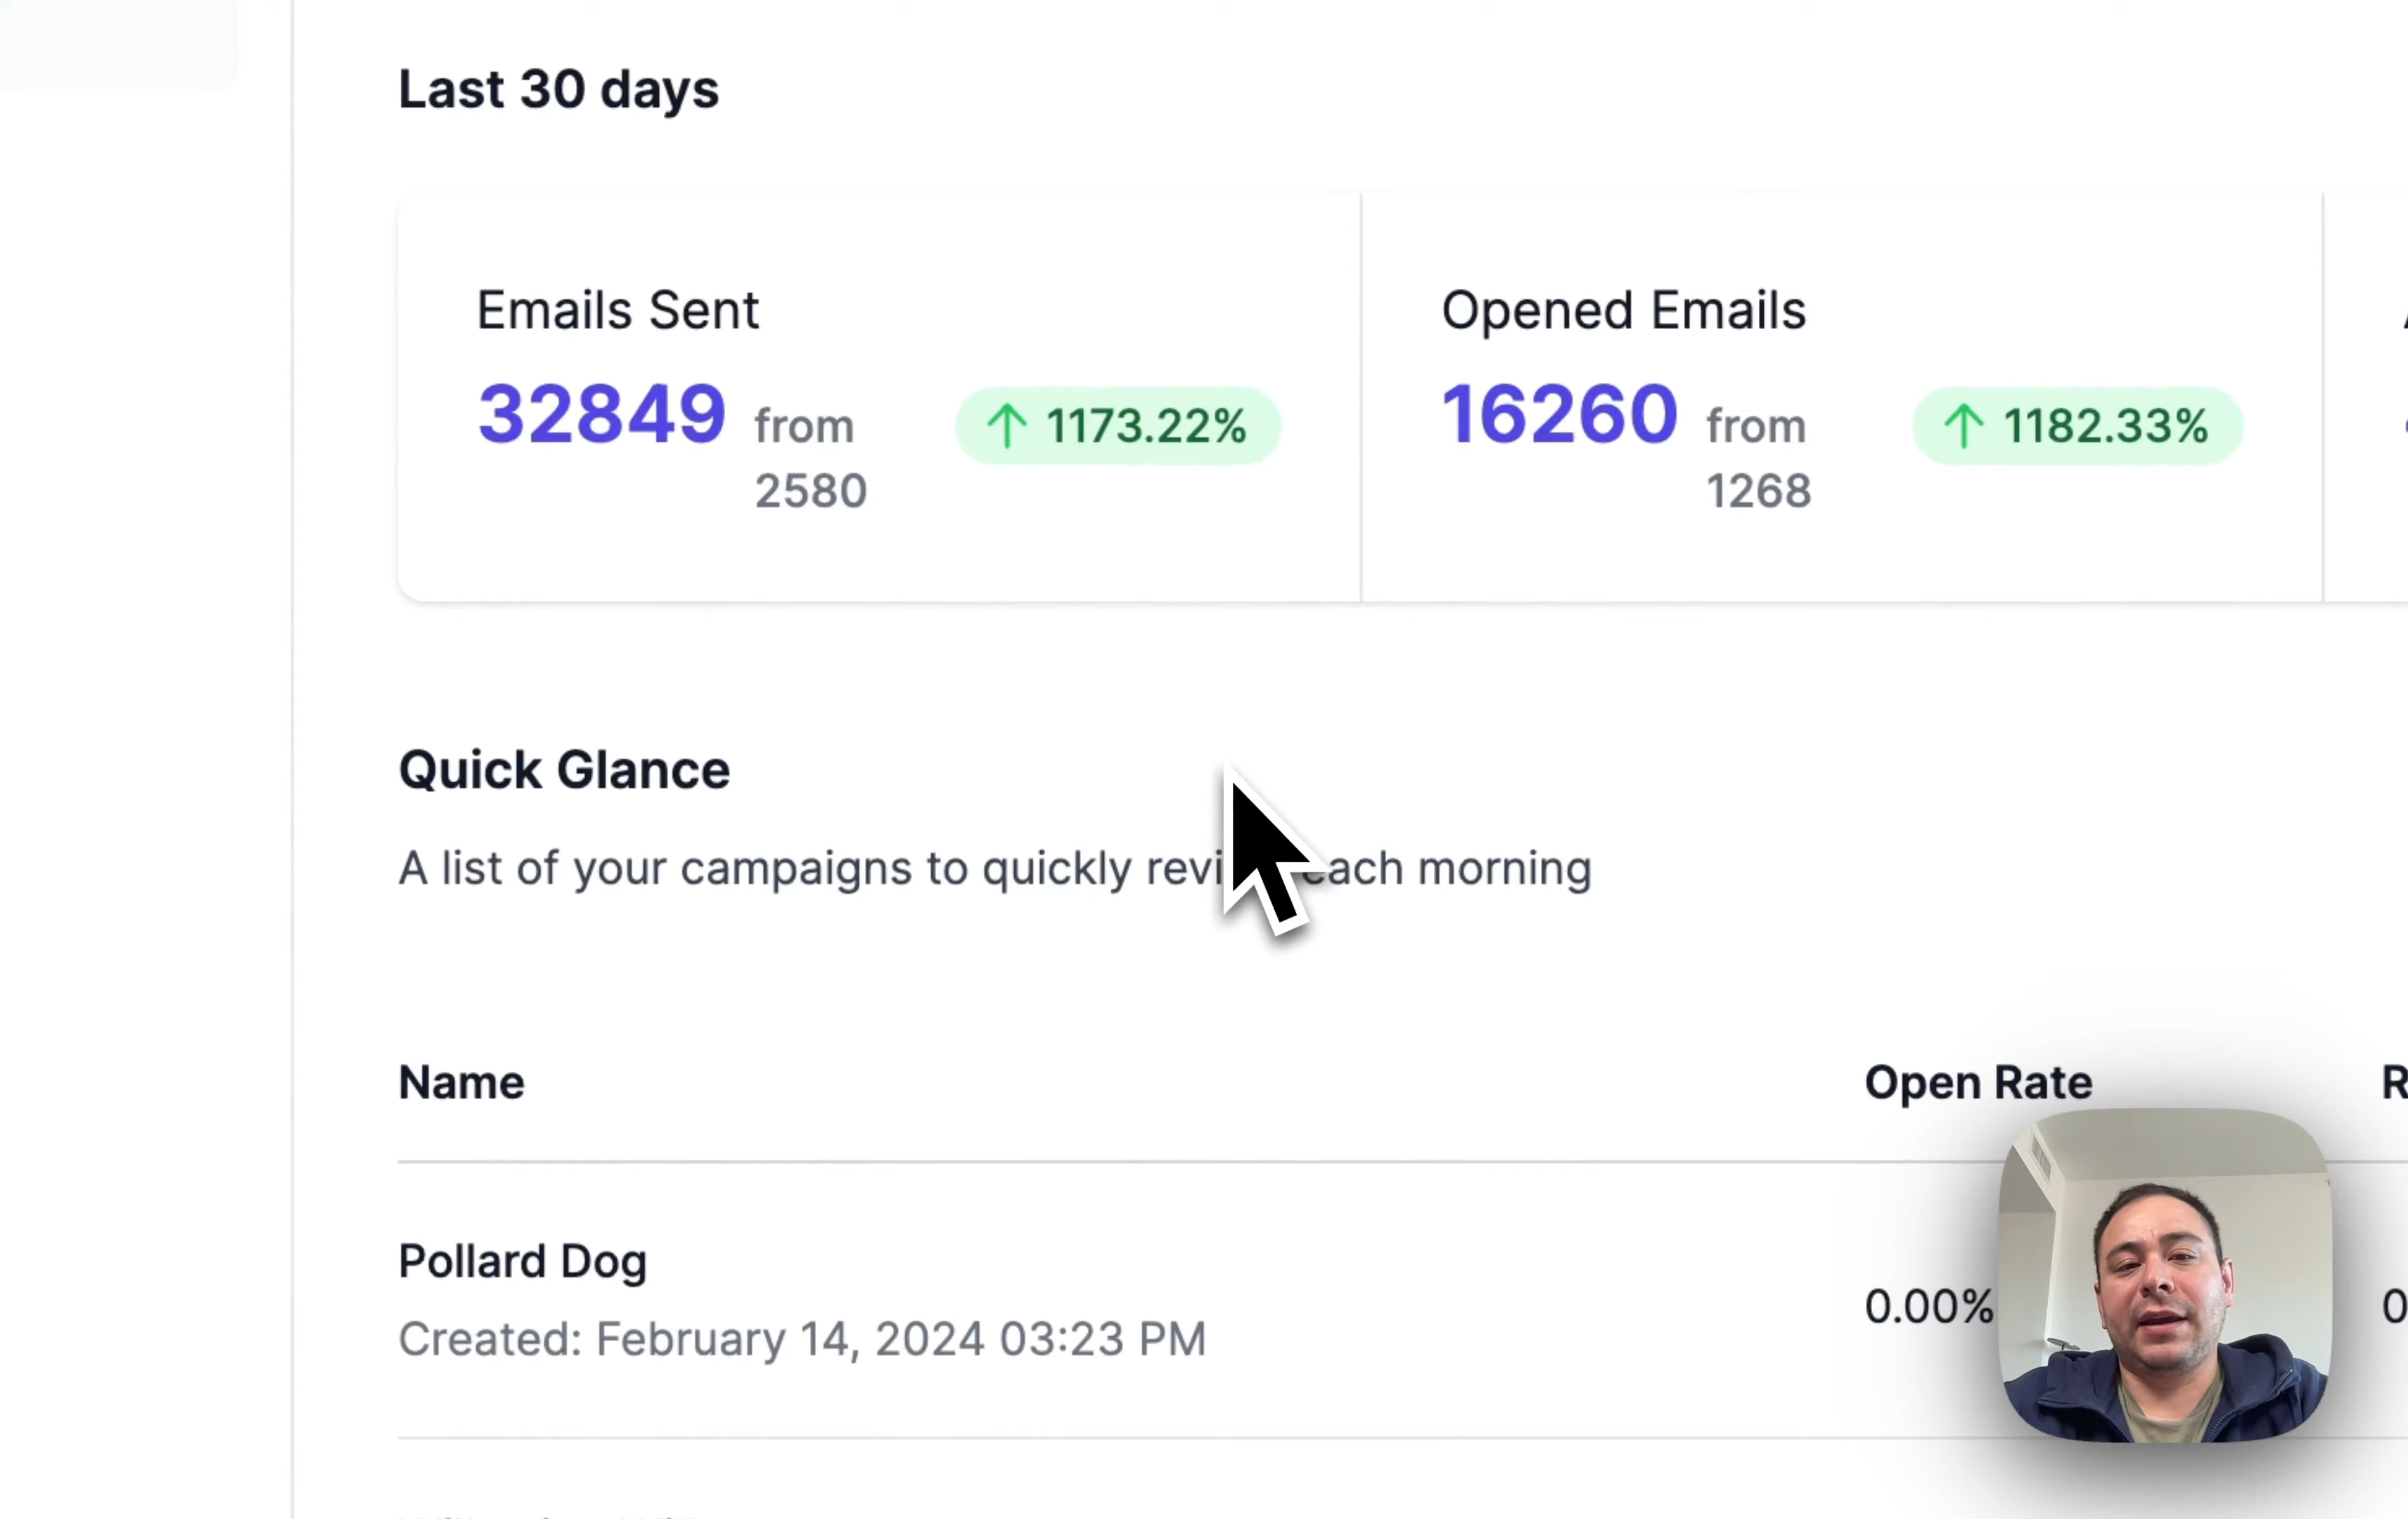 Last 30 days
Emails Sent
32849 from 2580
↑ 1173.22%
Opened Emails
16260 from 1268
↑ 1182.33%
Quick Glance
A list of your campaigns to quickly each morning
Name
Open Rate
Pollard Dog
Created: February 14, 2024 03:23 PM
0.00%